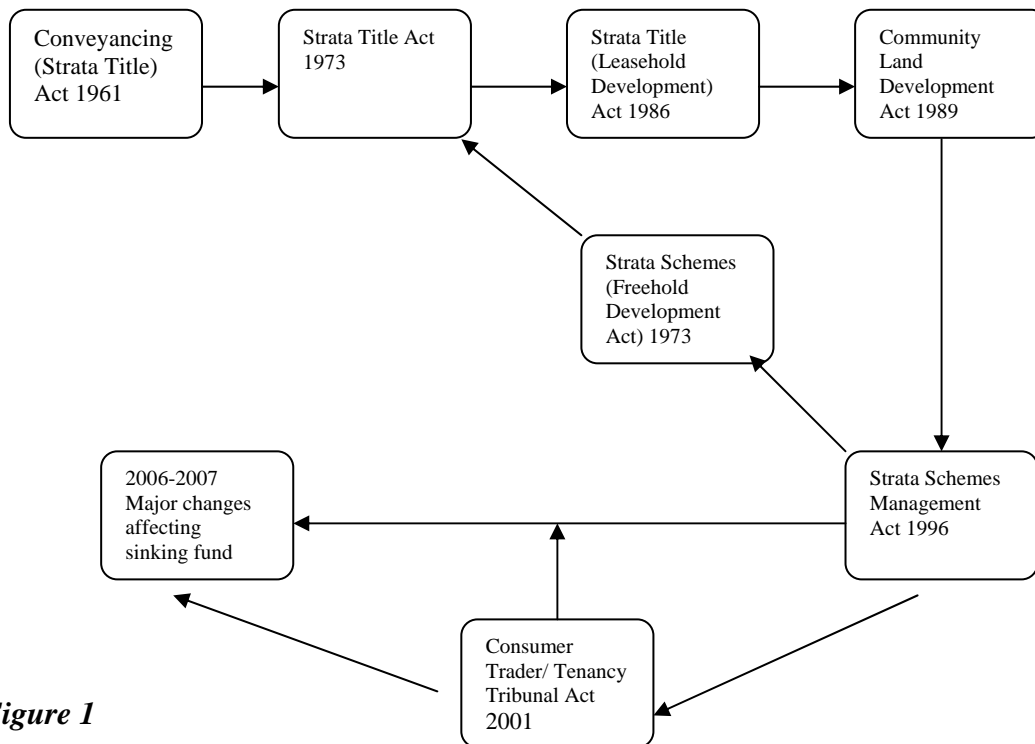 Conveyancing
(Strata Title)
Act 1961
Strata Title Act
1973
Strata Title
(Leasehold
Development)
Act 1986
Community
Land
Development
Act 1989
Strata Schemes
(Freehold
Development
Act) 1973
2006-2007
Major changes
affecting
sinking fund
Strata Schemes
Management
Act 1996
Consumer
Trader/ Tenancy
Tribunal Act
2001
igure 1